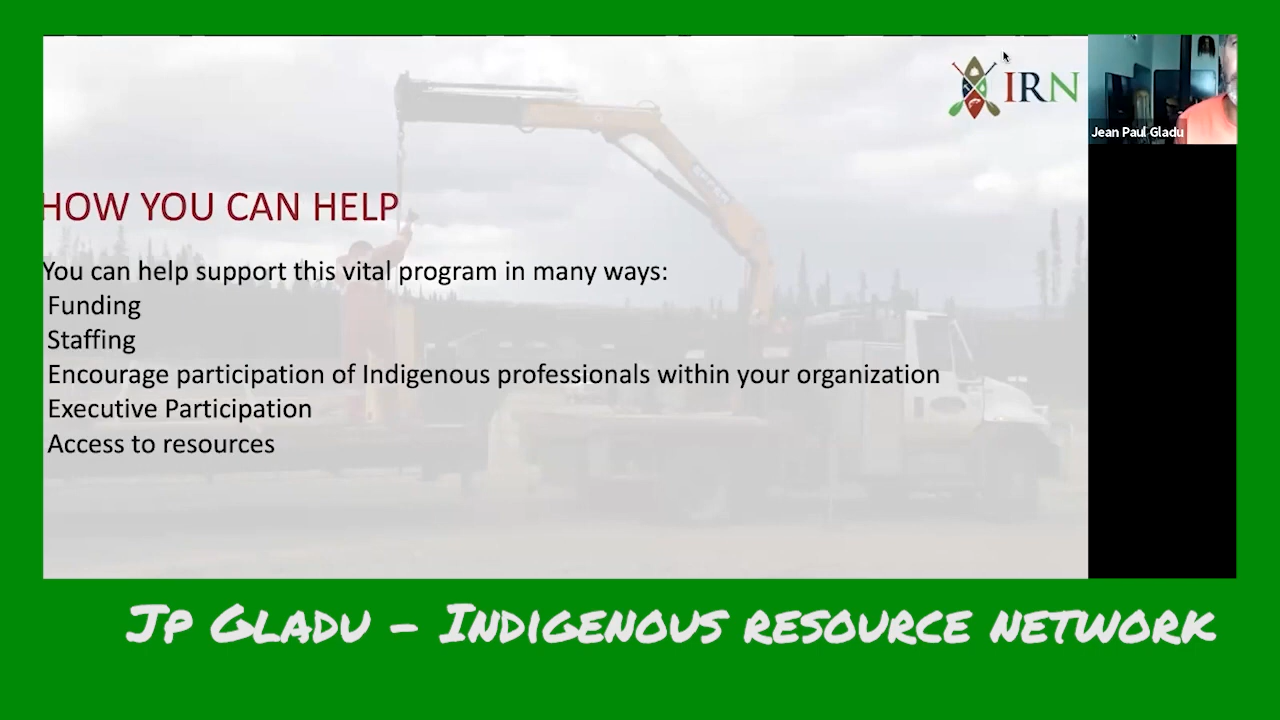 IRN
Jean Paul Gladu
HOW YOU CAN HELP
You can help support this vital program in many ways:
Funding
Staffing
Encourage participation of Indigenous professionals within your organization
Executive Participation
Access to resources
JP GLADU - INDIGENOUS RESOURCE NETWORK